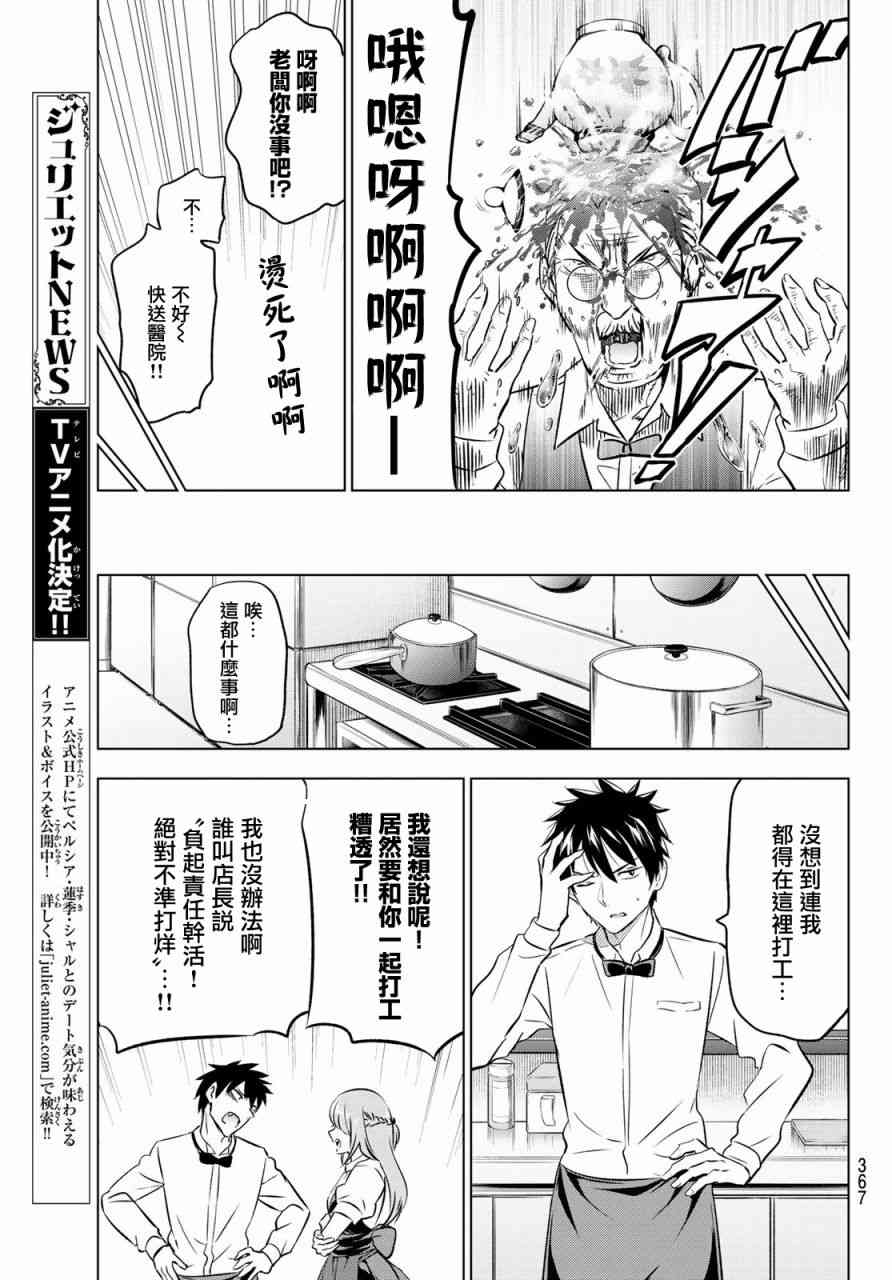 哦嗯呀啊啊啊啊ー
ガシャッ
呀啊啊
老闆你沒事吧!?
燙死了啊啊
不…
不好~
快送醫院!!
唉…
這都什麼事啊…
沒想到連我
都得在這裡打工…
我還想說呢!
居然要和你一起打工
糟透了!!
我也沒辦法啊
誰叫店長說
〝負起責任幹活!
絕對不準打烊〟…!!
ジュリエットNEWS
TVアニメ化決定!!
アニメ公式HPにてペルシア・蓮季・シャルとのデート気分が味わえる
イラスト&ボイスを公開中! 詳しくは「juliet-anime.com」で検索!!
367